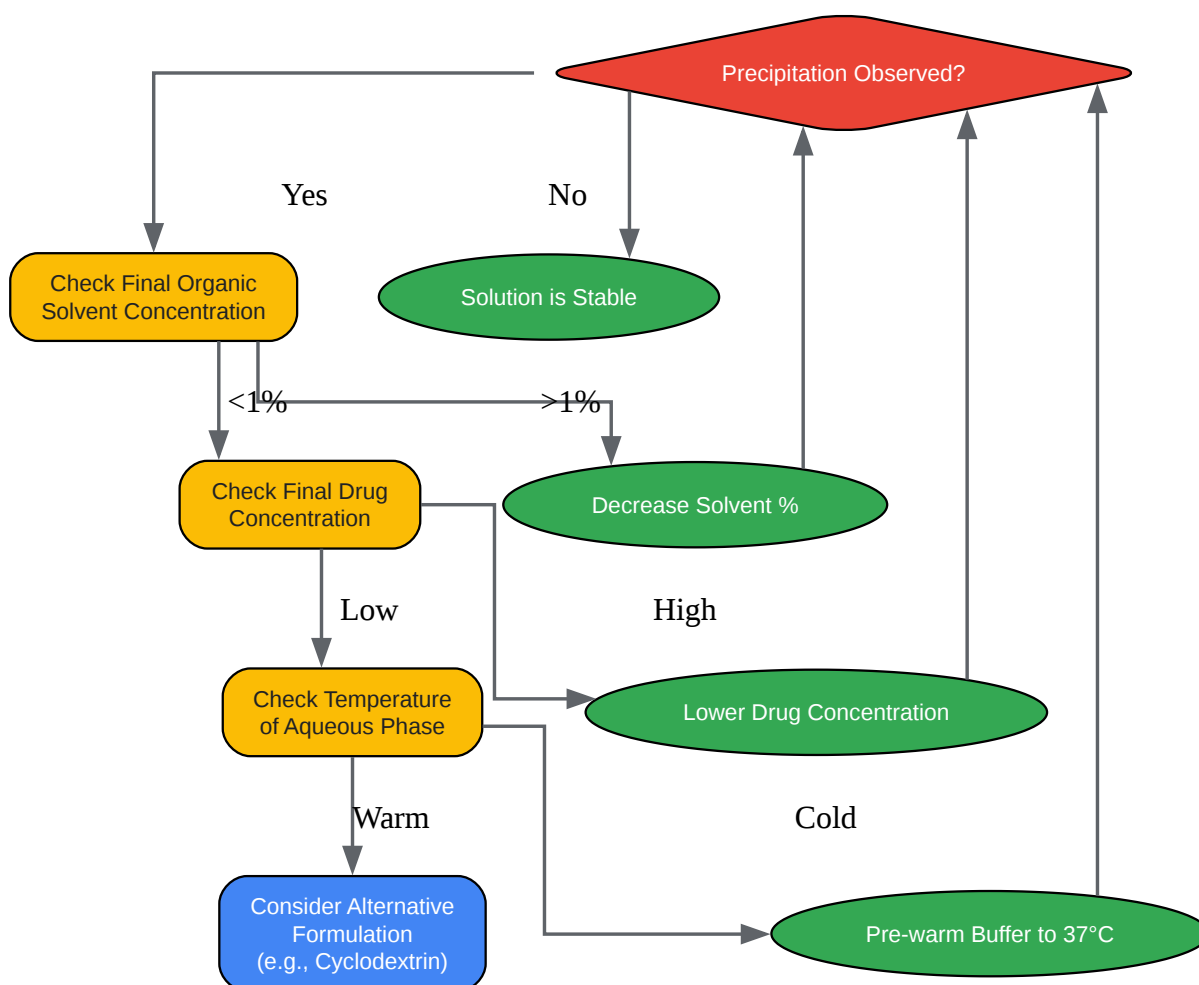 Precipitation Observed?
Yes
No
Check Final Organic
Solvent Concentration
Solution is Stable
<1%
>1%
Check Final Drug
Concentration
Decrease Solvent %
Low
High
Check Temperature
of Aqueous Phase
Lower Drug Concentration
Warm
Cold
Consider Alternative
Formulation
(e.g., Cyclodextrin)
Pre-warm Buffer to 37°C